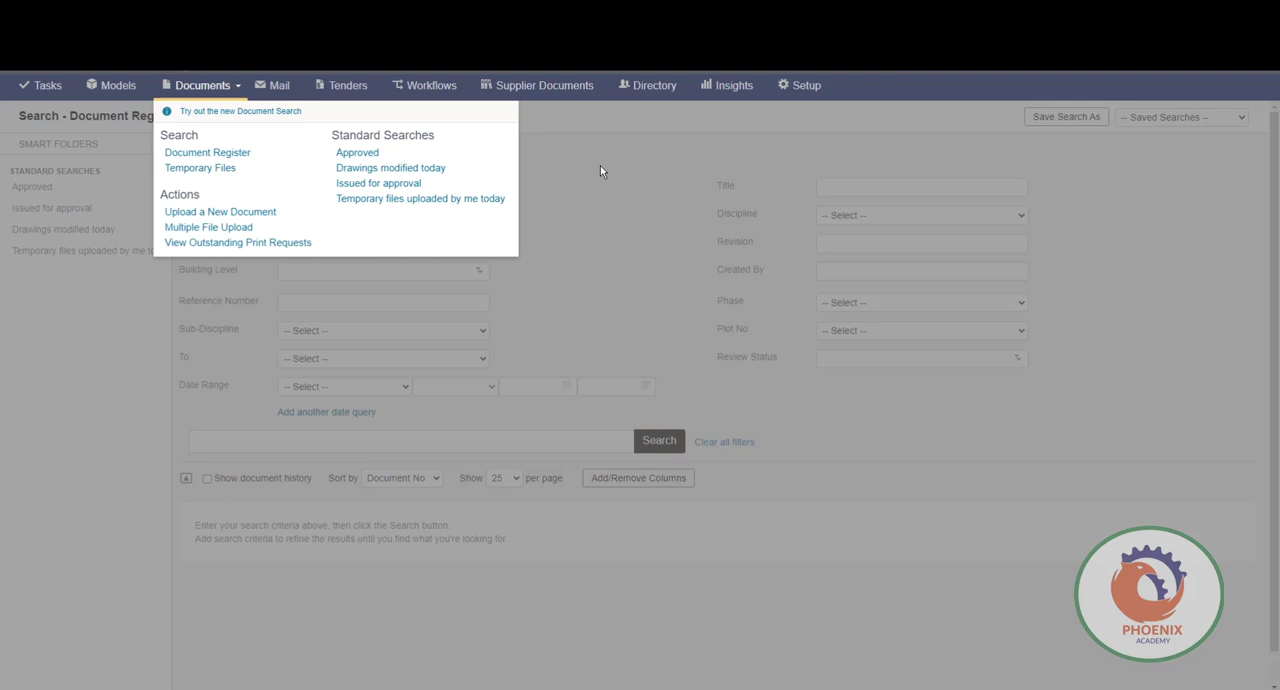 Tasks Models Documents Mail Tenders Workflows Supplier Documents Directory Insights Setup
Search - Document Reg
Save Search As -- Saved Searches --
SMART FOLDERS
STANDARD SEARCHES
Approved
Issued for approval
Drawings modified today
Temporary files uploaded by me to
Try out the new Document Search
Search
Document Register
Temporary Files
Actions
Upload a New Document
Multiple File Upload
View Outstanding Print Requests
Standard Searches
Approved
Drawings modified today
Issued for approval
Temporary files uploaded by me today
Title
Discipline -- Select --
Revision
Building Level
Created By
Reference Number
Phase -- Select --
Sub-Discipline -- Select --
Plot No -- Select --
To -- Select --
Review Status
Date Range -- Select --
Add another date query
Search Clear all filters
Show document history Sort by Document No Show 25 per page Add/Remove Columns
Enter your search criteria above, then click the Search button.
Add search criteria to refine the results until you find what you're looking for.
PHOENIX
ACADEMY